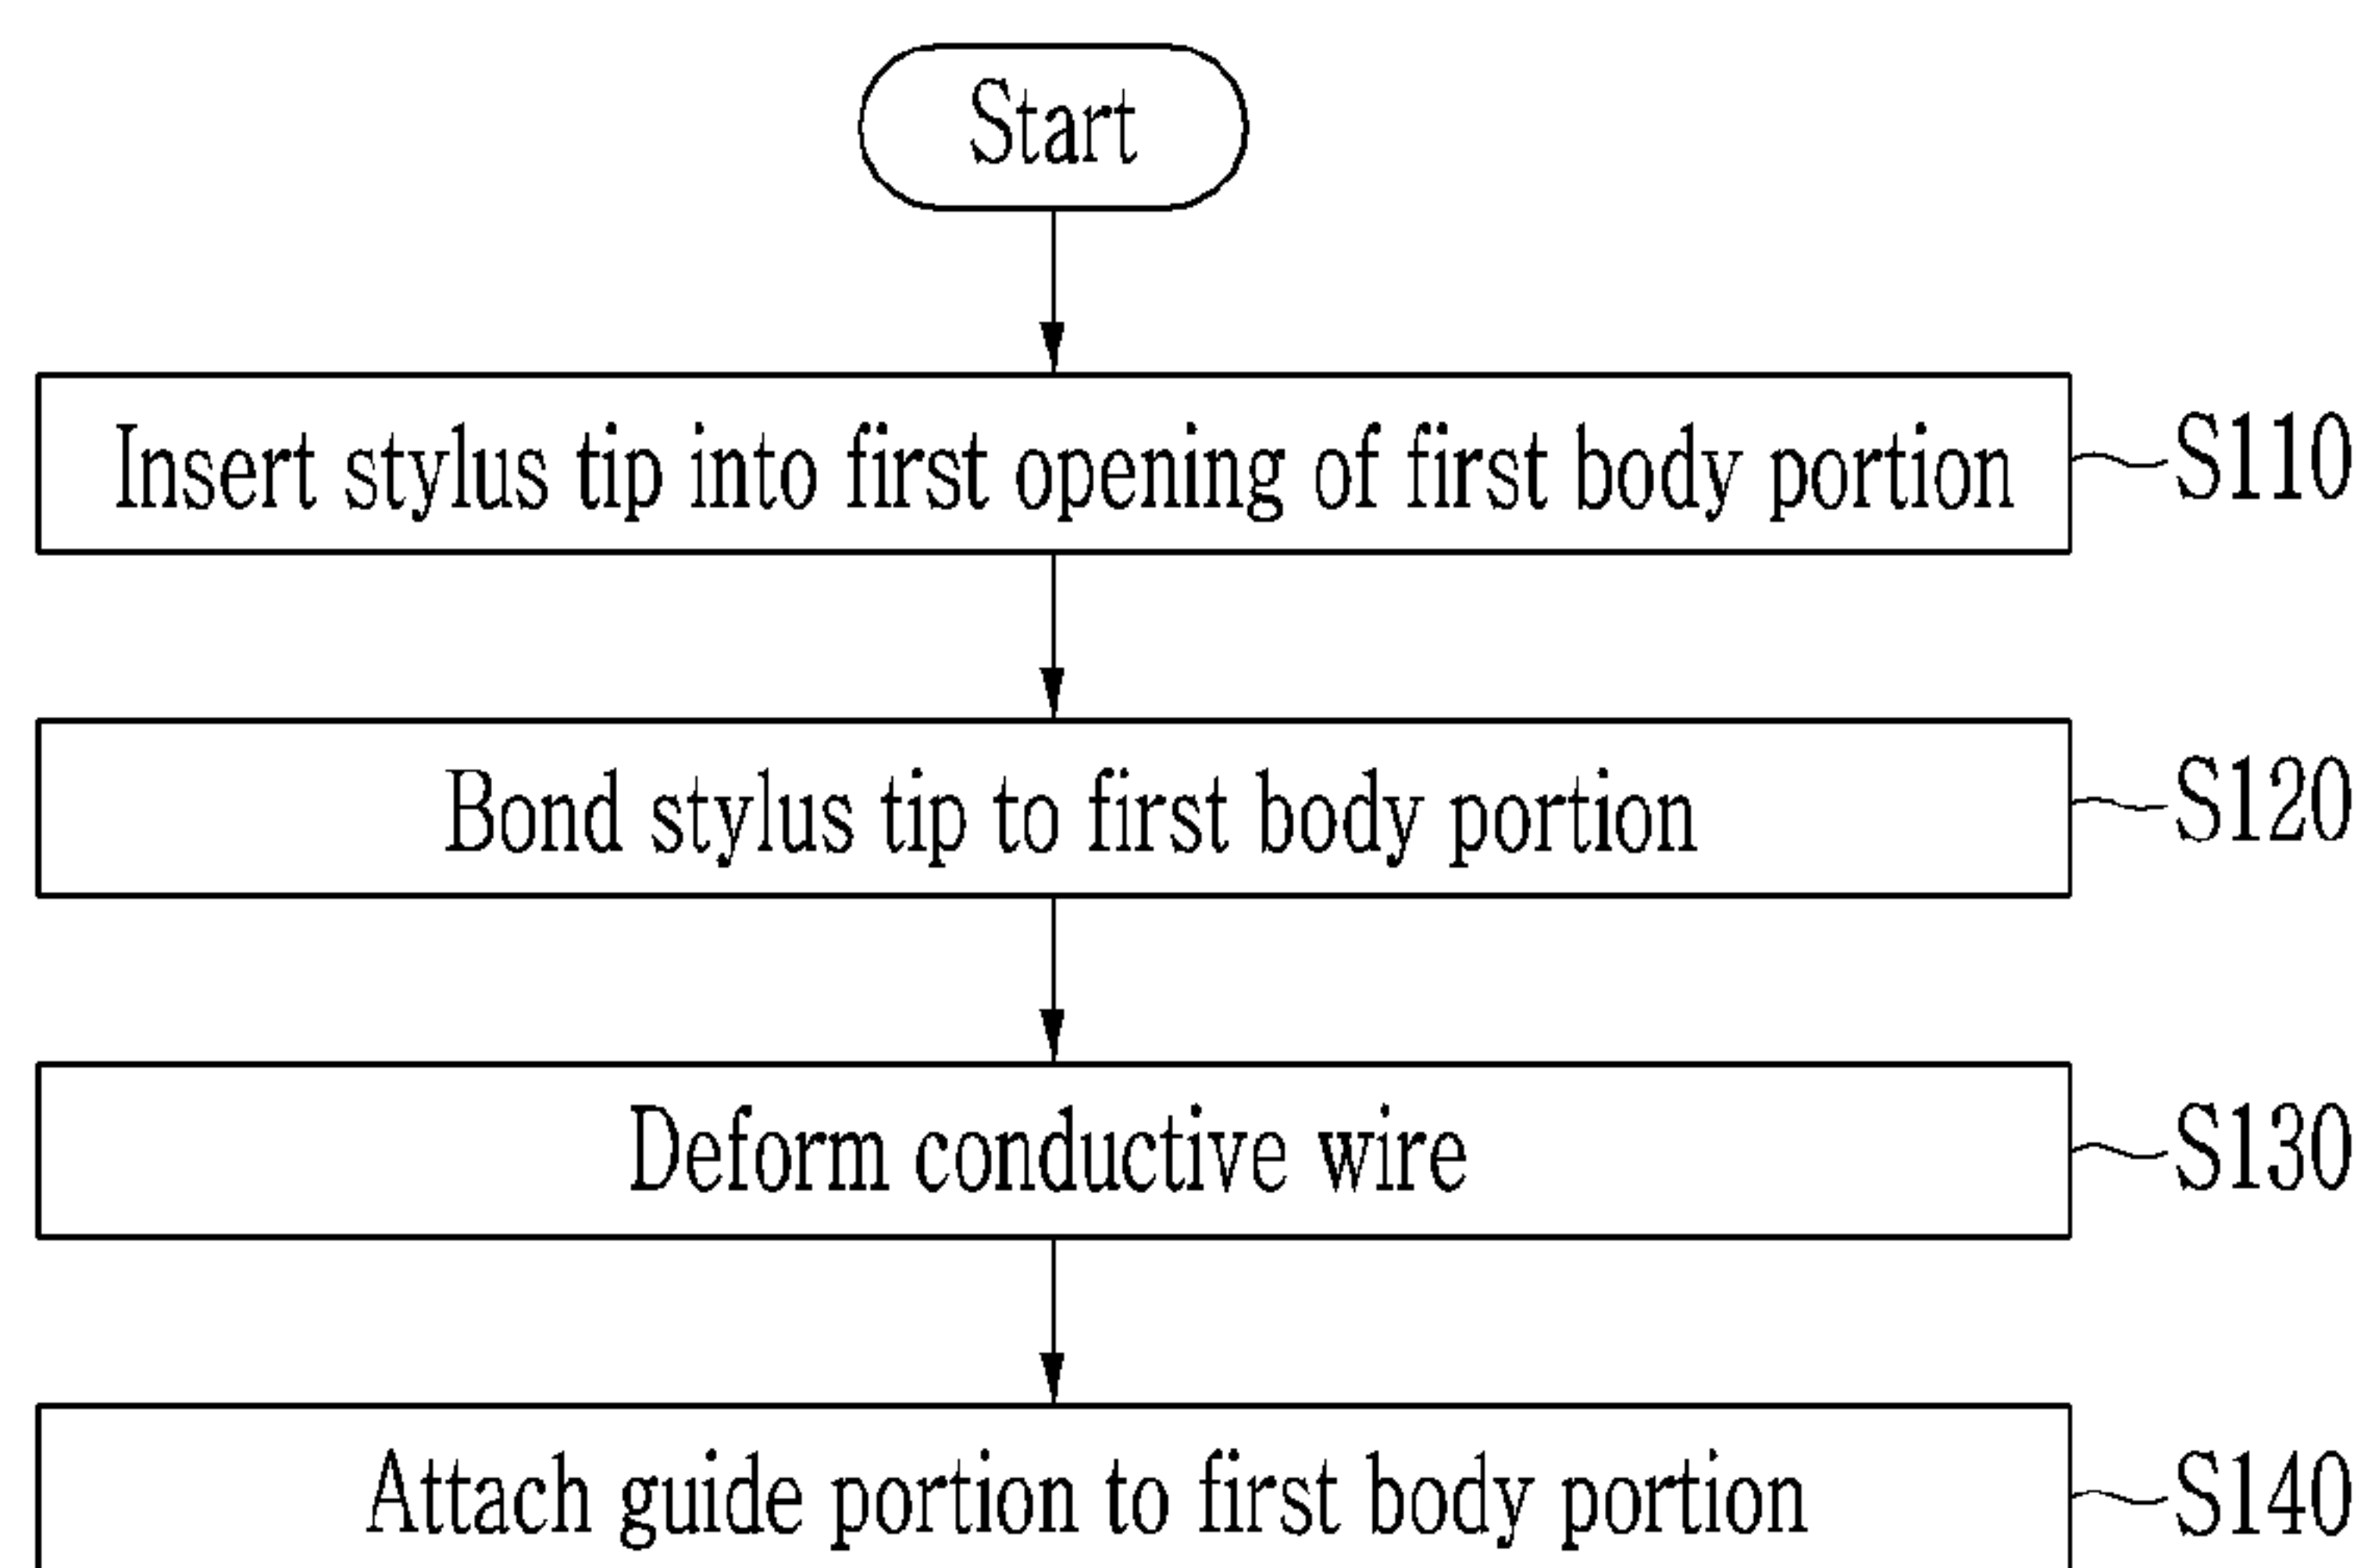 Start
Insert stylus tip into first opening of first body portion
S110
Bond stylus tip to first body portion
S120
Deform conductive wire
S130
Attach guide portion to first body portion
S140